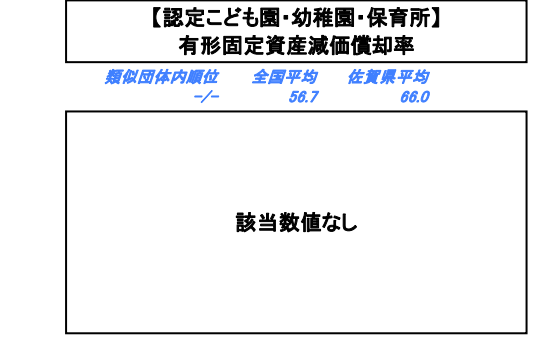 【認定こども園・幼稚園・保育所】
有形固定資産減価償却率
類似団体内順位 全国平均 佐賀県平均
-/- 56.7 66.0
該当数値なし